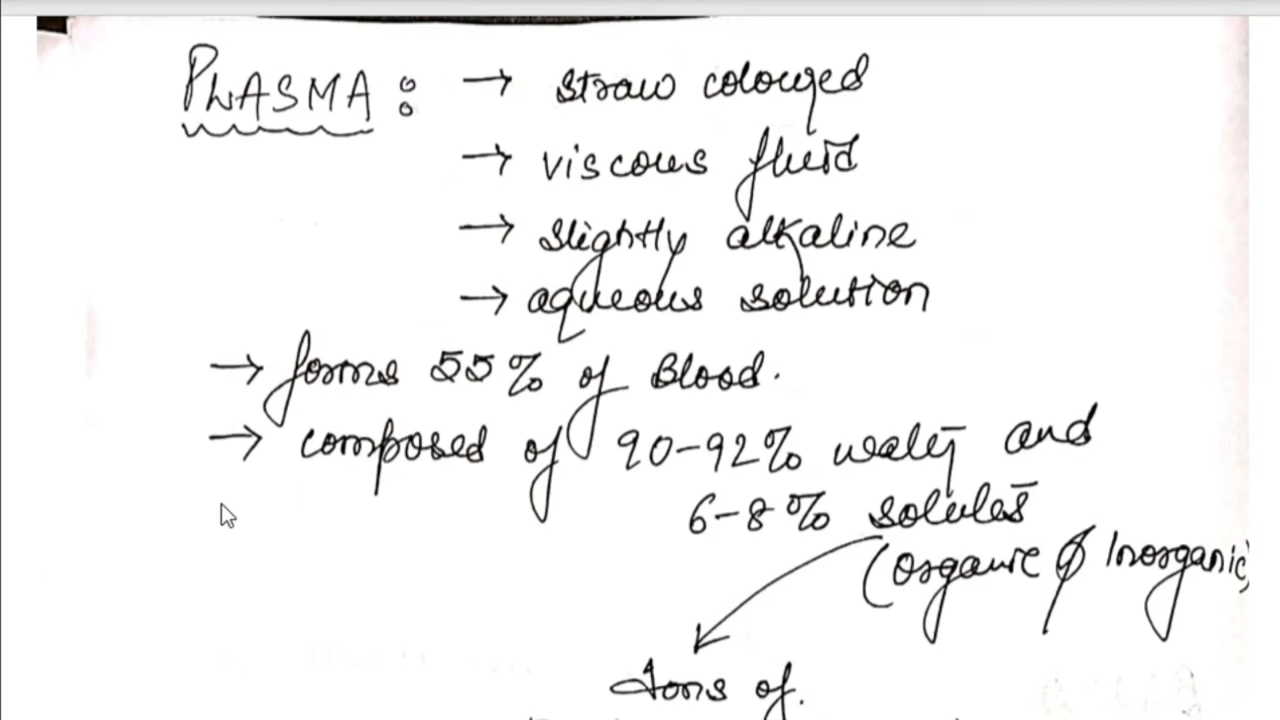 PLASMA : → straw coloured
→ viscous fluid
→ slightly alkaline
→ aqueous solution
→ forms 55% of Blood.
→ composed of 90-92% water and
6-8% solutes
(organic & Inorganic)
Ions of